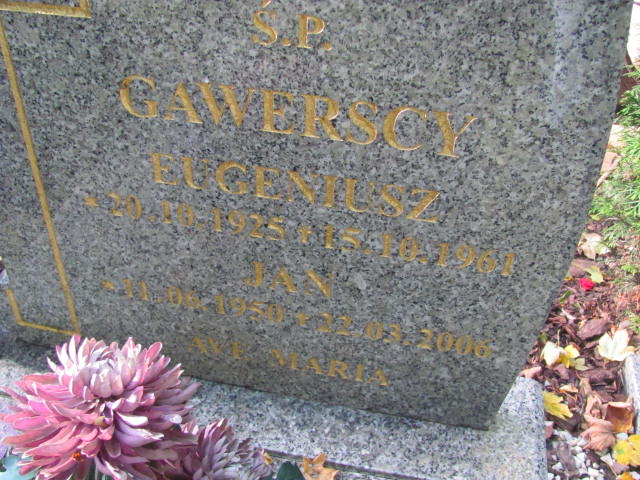 Ś.P.
GAWERSCY
EUGENIUSZ
*20.10.1925 †15.10.1961
JAN
*11.06.1950 †22.03.2006
AVE MARIA